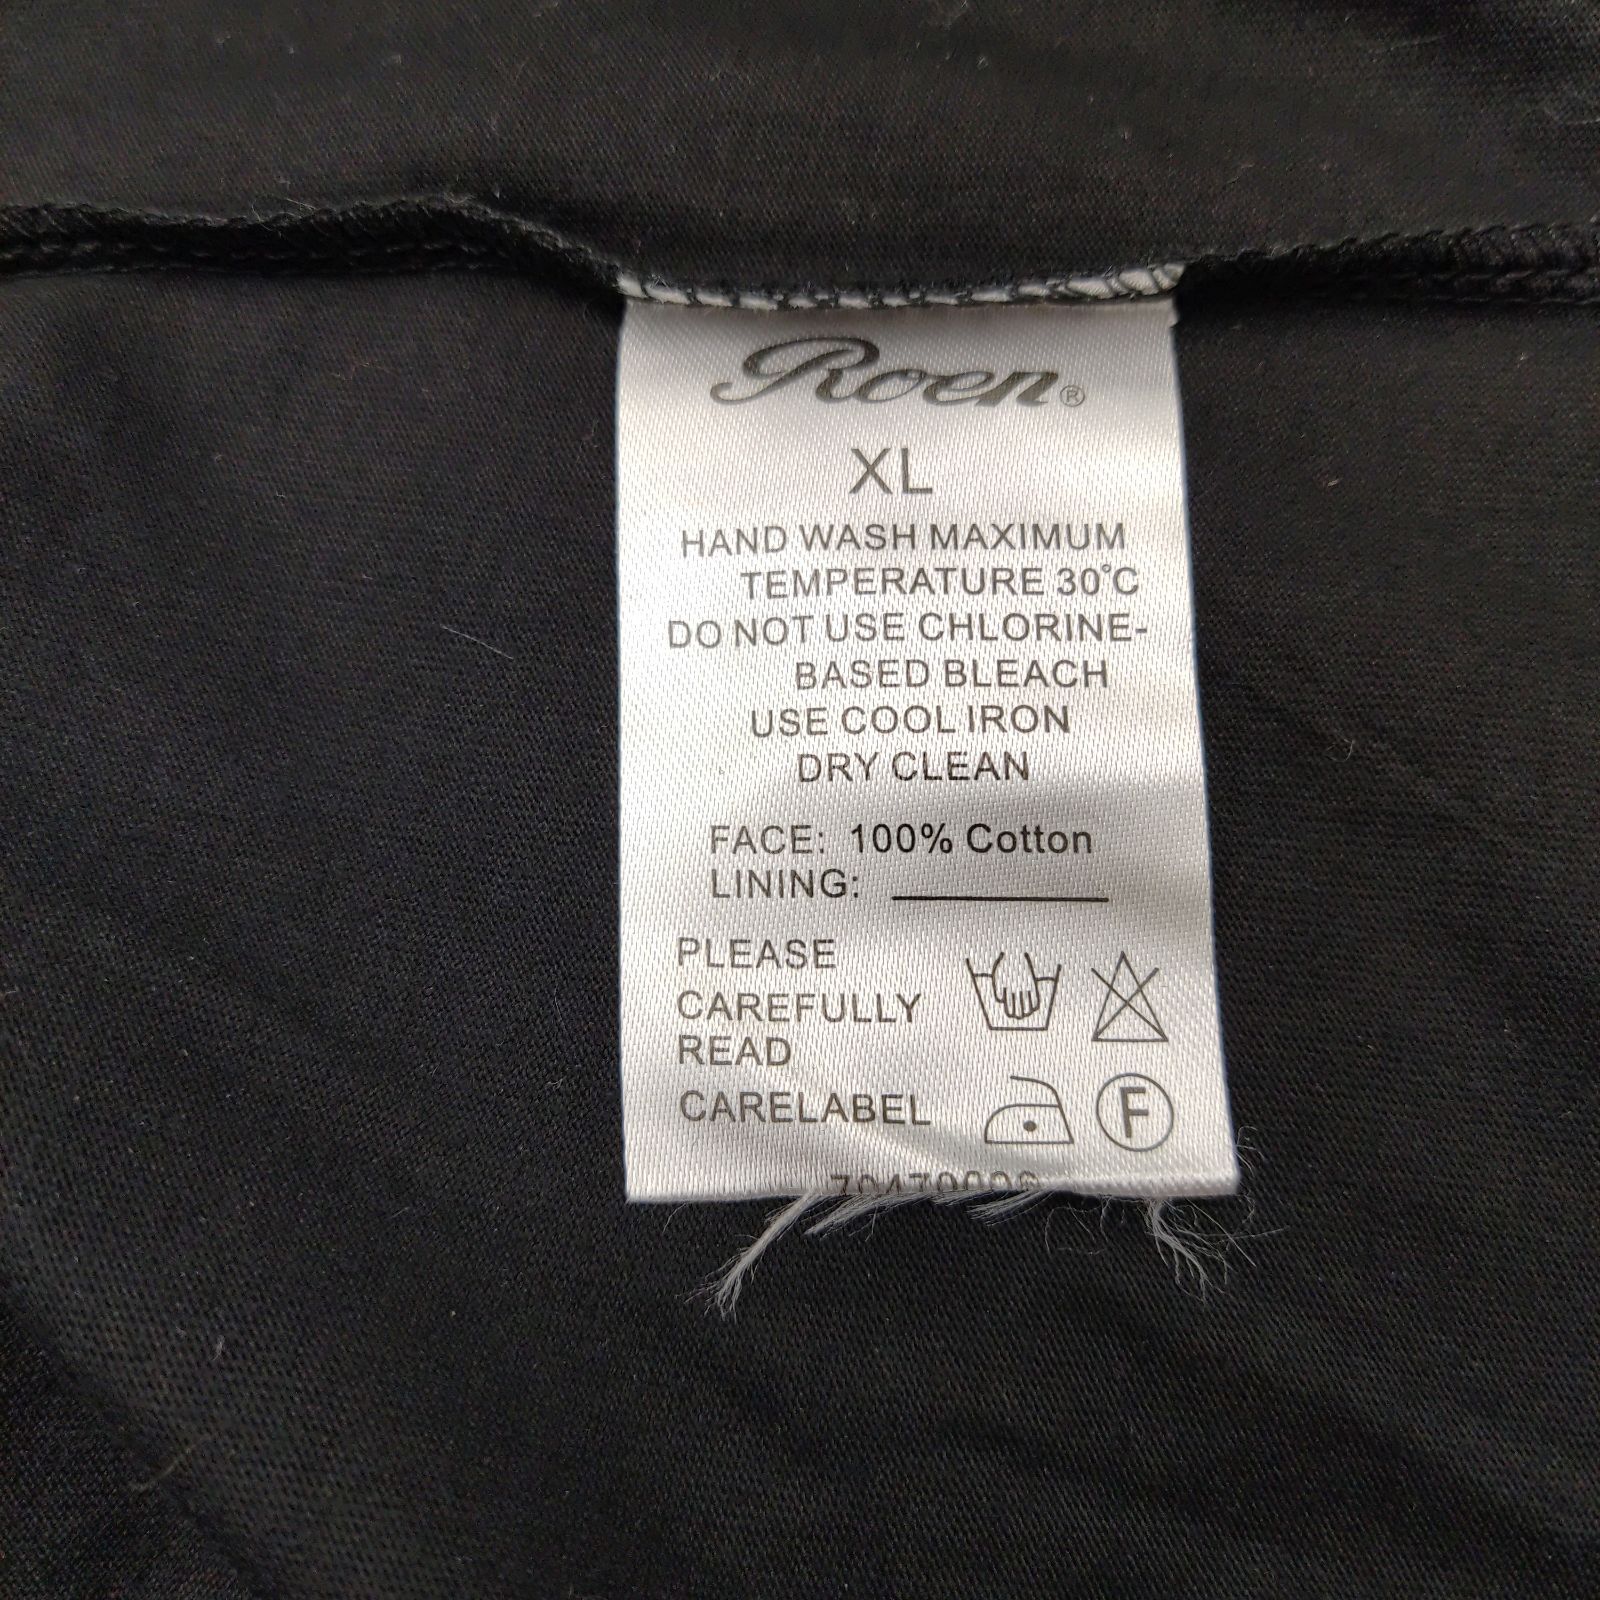 Roen®
XL
HAND WASH MAXIMUM
TEMPERATURE 30°C
DO NOT USE CHLORINE-
BASED BLEACH
USE COOL IRON
DRY CLEAN
FACE: 100% Cotton
LINING: ________
PLEASE
CAREFULLY
READ
CARELABEL
F